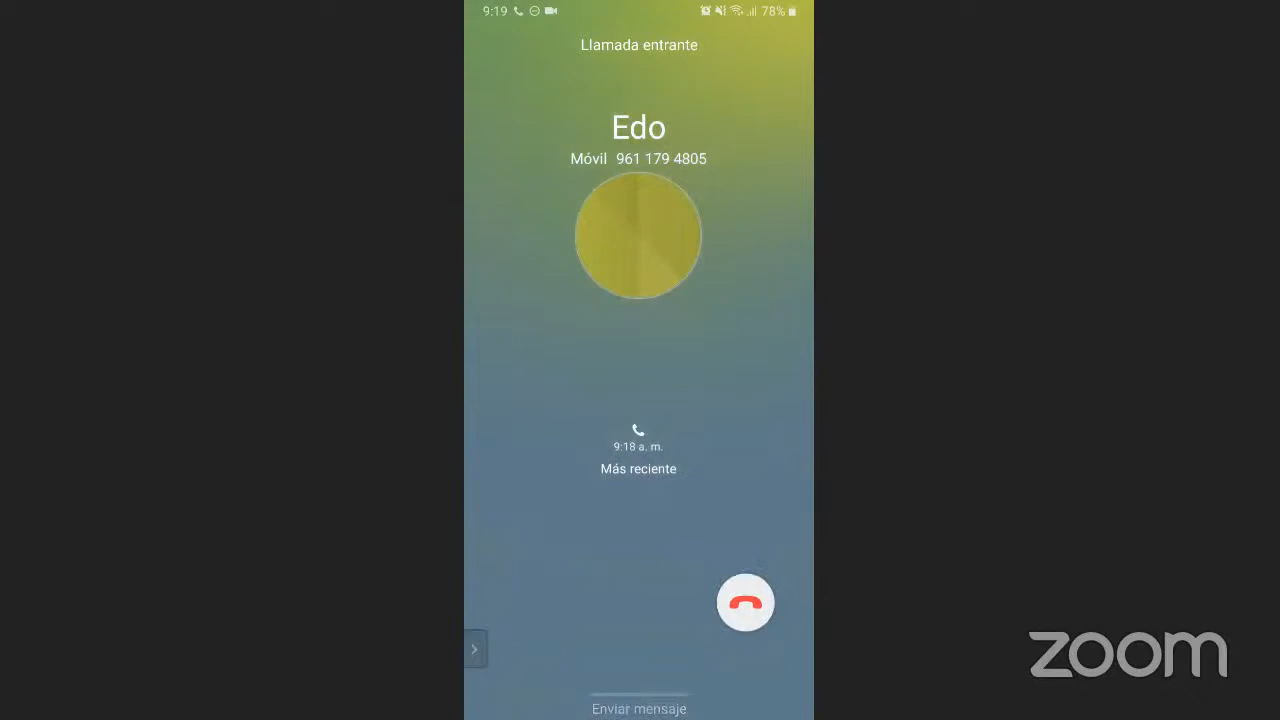 9:19
78%
Llamada entrante
Edo
Móvil 961 179 4805
9:18 a. m.
Más reciente
Enviar mensaje
zoom